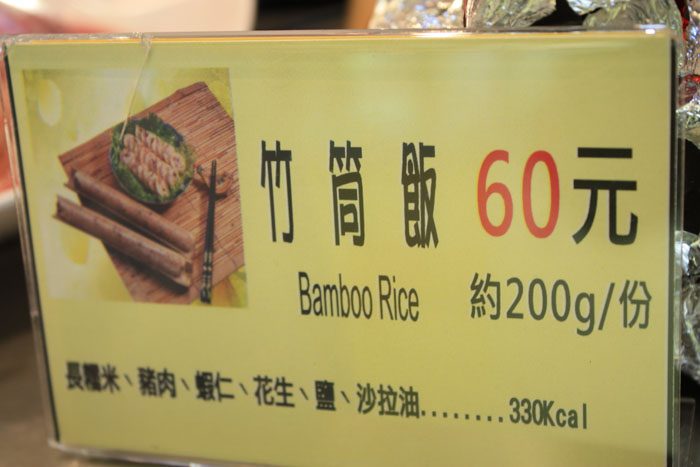 竹筒飯 60元
Bamboo Rice 約200g/份
長糯米、豬肉、蝦仁、花生、鹽、沙拉油........330Kcal